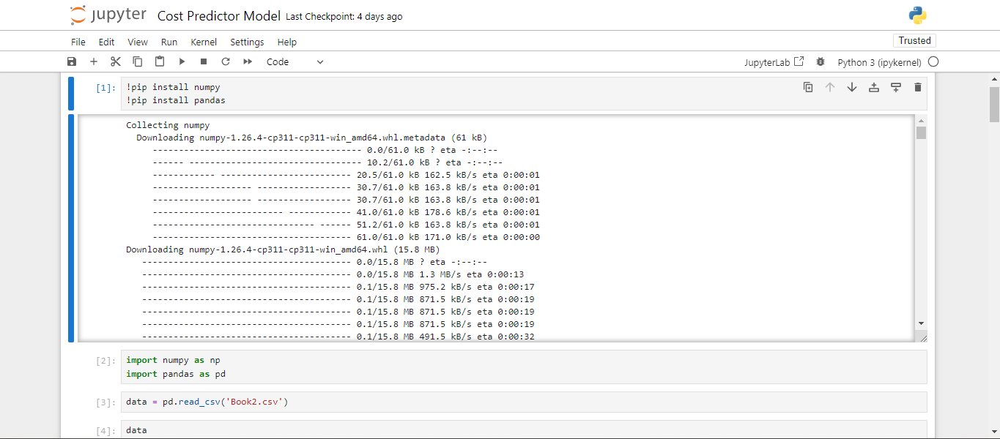 jupyter Cost Predictor Model Last Checkpoint: 4 days ago
File Edit View Run Kernel Settings Help
Trusted
Code
JupyterLab Python 3 (ipykernel)
[1]: !pip install numpy
!pip install pandas
Collecting numpy
  Downloading numpy-1.26.4-cp311-cp311-win_amd64.whl.metadata (61 kB)
     ---------------------------------------- 0.0/61.0 kB ? eta -:--:--
     ------ --------------------------------- 10.2/61.0 kB ? eta -:--:--
     ------------ ------------------------- 20.5/61.0 kB 162.5 kB/s eta 0:00:01
     ------------------- ------------------ 30.7/61.0 kB 163.8 kB/s eta 0:00:01
     ------------------- ------------------ 30.7/61.0 kB 163.8 kB/s eta 0:00:01
     ------------------------- ------------ 41.0/61.0 kB 178.6 kB/s eta 0:00:01
     ------------------------------- ------ 51.2/61.0 kB 163.8 kB/s eta 0:00:01
     -------------------------------------- 61.0/61.0 kB 171.0 kB/s eta 0:00:00
Downloading numpy-1.26.4-cp311-cp311-win_amd64.whl (15.8 MB)
   ---------------------------------------- 0.0/15.8 MB ? eta -:--:--
   ---------------------------------------- 0.0/15.8 MB 1.3 MB/s eta 0:00:13
   ---------------------------------------- 0.1/15.8 MB 975.2 kB/s eta 0:00:17
   ---------------------------------------- 0.1/15.8 MB 871.5 kB/s eta 0:00:19
   ---------------------------------------- 0.1/15.8 MB 871.5 kB/s eta 0:00:19
   ---------------------------------------- 0.1/15.8 MB 871.5 kB/s eta 0:00:19
   ---------------------------------------- 0.1/15.8 MB 491.5 kB/s eta 0:00:32
[2]: import numpy as np
import pandas as pd
[3]: data = pd.read_csv('Book2.csv')
[4]: data